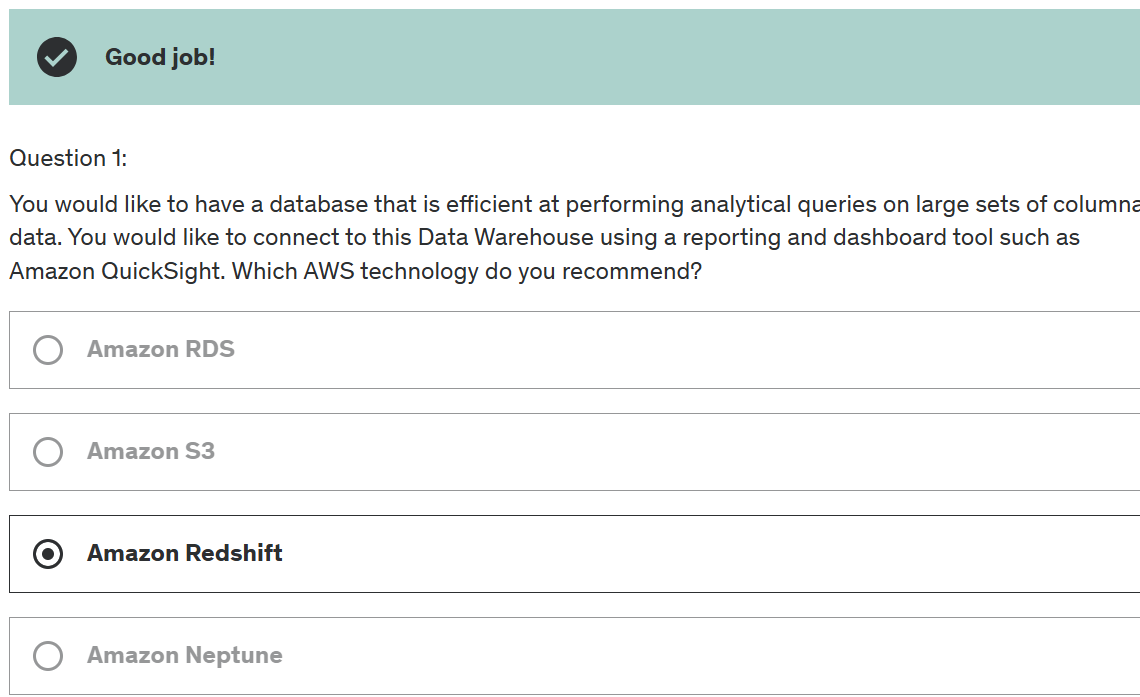 Good job!
Question 1:
You would like to have a database that is efficient at performing analytical queries on large sets of columna
data. You would like to connect to this Data Warehouse using a reporting and dashboard tool such as
Amazon QuickSight. Which AWS technology do you recommend?
Amazon RDS
Amazon S3
Amazon Redshift
Amazon Neptune